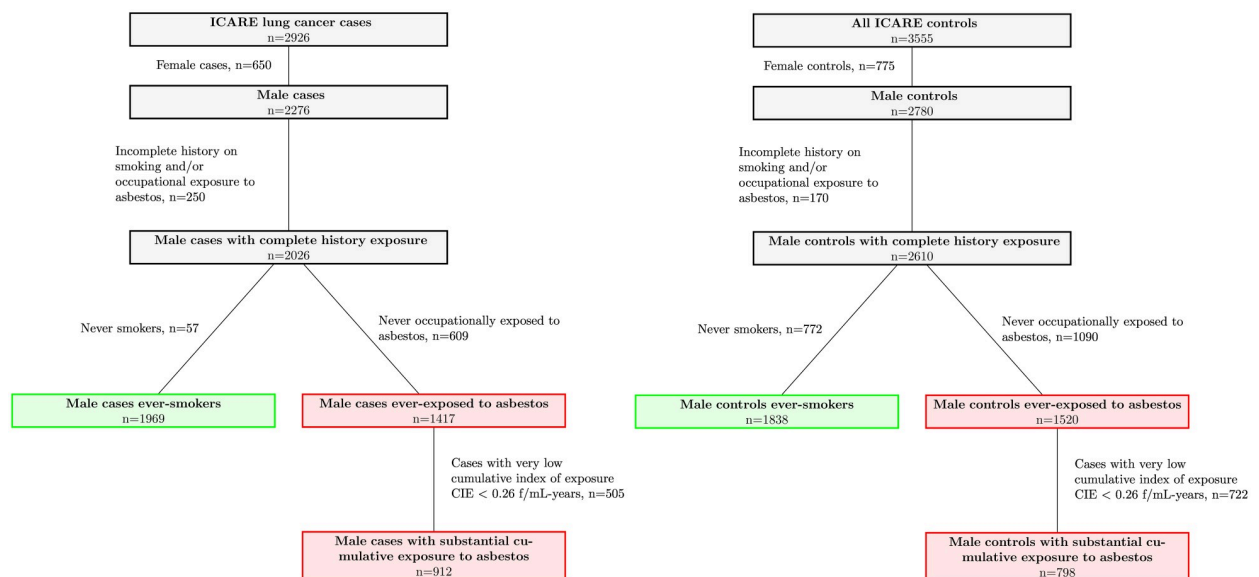 ICARE lung cancer cases
n=2926
Female cases, n=650
Male cases
n=2276
Incomplete history on
smoking and/or
occupational exposure to
asbestos, n=250
Male cases with complete history exposure
n=2026
Never smokers, n=57
Never occupationally exposed to
asbestos, n=609
Male cases ever-smokers
n=1969
Male cases ever-exposed to asbestos
n=1417
Cases with very low
cumulative index of exposure
CIE < 0.26 f/mL-years, n=505
Male cases with substantial cu-
mulative exposure to asbestos
n=912
All ICARE controls
n=3555
Female controls, n=775
Male controls
n=2780
Incomplete history on
smoking and/or
occupational exposure to
asbestos, n=170
Male controls with complete history exposure
n=2610
Never smokers, n=772
Never occupationally exposed to
asbestos, n=1090
Male controls ever-smokers
n=1838
Male controls ever-exposed to asbestos
n=1520
Cases with very low
cumulative index of exposure
CIE < 0.26 f/mL-years, n=722
Male controls with substantial cu-
mulative exposure to asbestos
n=798